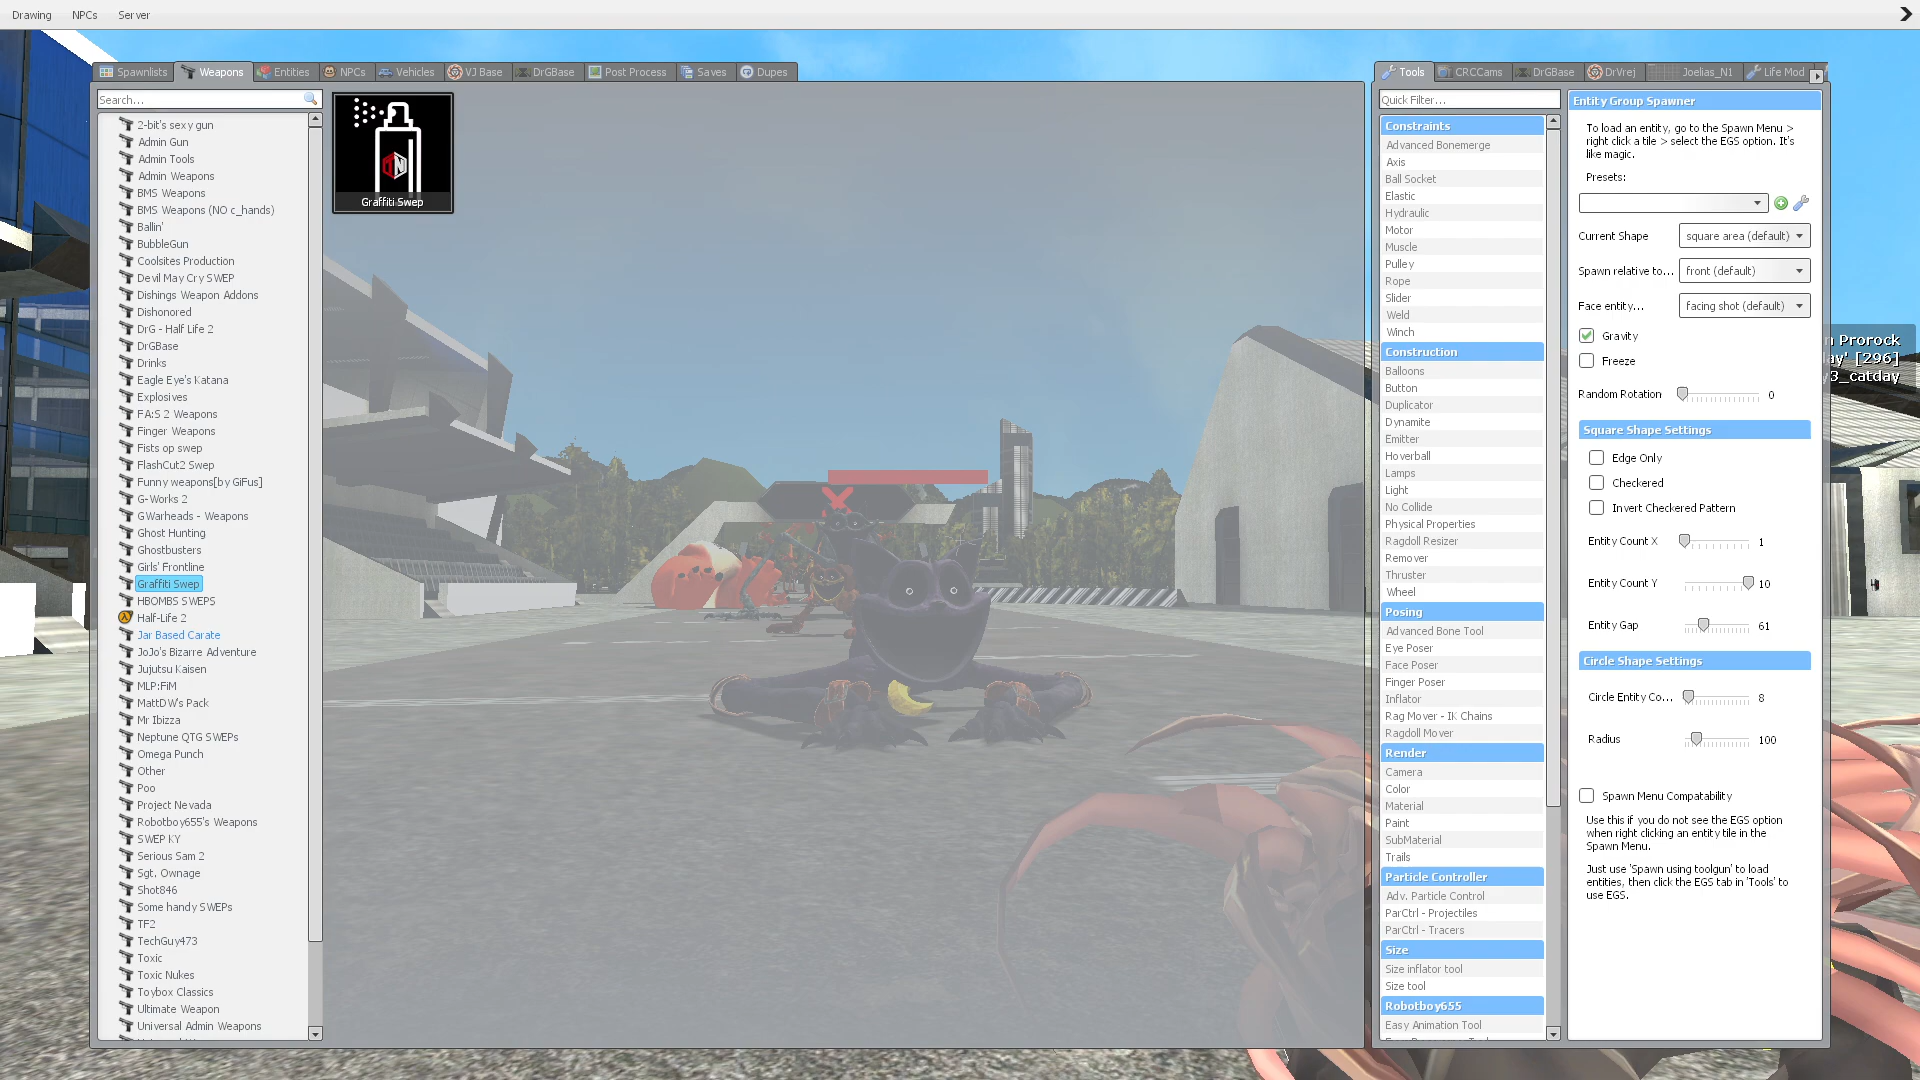 Drawing NPCs Server
Spawnlists Weapons Entities NPCs Vehicles VJ Base DrGBase Post Process Saves Dupes
Search...
2-bit's sexy gun
Admin Gun
Admin Tools
Admin Weapons
BMS Weapons
BMS Weapons (NO c_hands)
Ballin'
BubbleGun
Coolsites Production
Devil May Cry SWEP
Dishings Weapon Addons
Dishonored
DrG - Half Life 2
DrGBase
Drinks
Eagle Eye's Katana
Explosives
F.A:S 2 Weapons
Finger Weapons
Fists op swep
FlashCut2 Swep
Funny weapons[by GiFus]
G-Works 2
GWarheads - Weapons
Ghost Hunting
Ghostbusters
Girls' Frontline
Graffiti Swep
HBOMBS SWEPS
Half-Life 2
Jar Based Carate
JoJo's Bizarre Adventure
Jujutsu Kaisen
MLP:FiM
MattDW's Pack
Mr Ibizza
Neptune QTG SWEPs
Omega Punch
Other
Poo
Project Nevada
Robotboy655's Weapons
SWEP KY
Serious Sam 2
Sgt. Ownage
Shot846
Some handy SWEPs
TF2
TechGuy473
Toxic
Toxic Nukes
Toybox Classics
Ultimate Weapon
Universal Admin Weapons
Graffiti Swep
Tools CRCCams DrGBase DrVrej Joelias_N1 Life Mod
Quick Filter...
Constraints
Advanced Bonemerge
Axis
Ball Socket
Elastic
Hydraulic
Motor
Muscle
Pulley
Rope
Slider
Weld
Winch
Construction
Balloons
Button
Duplicator
Dynamite
Emitter
Hoverball
Lamps
Light
No Collide
Physical Properties
Ragdoll Resizer
Remover
Thruster
Wheel
Posing
Advanced Bone Tool
Eye Poser
Face Poser
Finger Poser
Inflator
Rag Mover - IK Chains
Ragdoll Mover
Render
Camera
Color
Material
Paint
SubMaterial
Trails
Particle Controller
Adv. Particle Control
ParCtrl - Projectiles
ParCtrl - Tracers
Size
Size inflator tool
Size tool
Robotboy655
Easy Animation Tool
Entity Group Spawner
To load an entity, go to the Spawn Menu >
right click a tile > select the EGS option. It's
like magic.
Presets:
Current Shape square area (default)
Spawn relative to... front (default)
Face entity... facing shot (default)
Gravity
Freeze
Random Rotation 0
Square Shape Settings
Edge Only
Checkered
Invert Checkered Pattern
Entity Count X 1
Entity Count Y 10
Entity Gap 61
Circle Shape Settings
Circle Entity Co... 8
Radius 100
Spawn Menu Compatability
Use this if you do not see the EGS option
when right clicking an entity tile in the
Spawn Menu.
Just use 'Spawn using toolgun' to load
entities, then click the EGS tab in 'Tools' to
use EGS.
Prorock
ay' [296]
3_catday